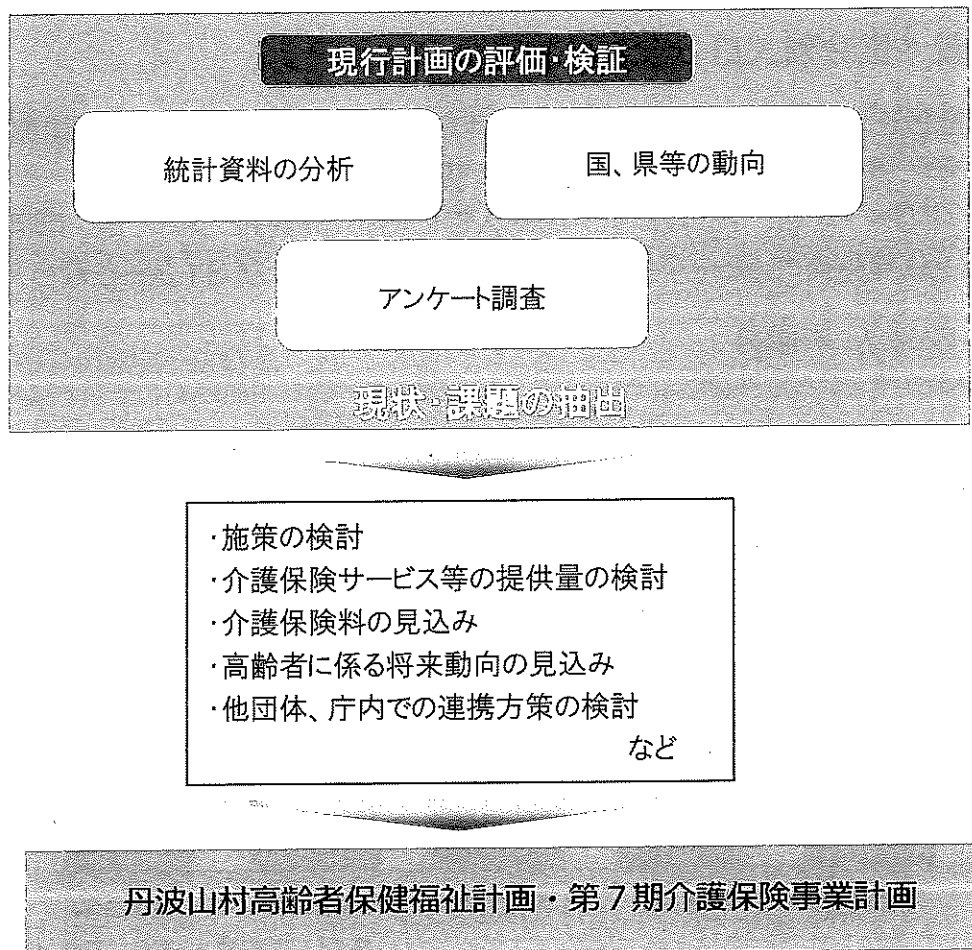 現行計画の評価・検証
統計資料の分析
国、県等の動向
アンケート調査
現状・課題の抽出
・施策の検討
・介護保険サービス等の提供量の検討
・介護保険料の見込み
・高齢者に係る将来動向の見込み
・他団体、庁内での連携方策の検討
など
丹波山村高齢者保健福祉計画・第7期介護保険事業計画